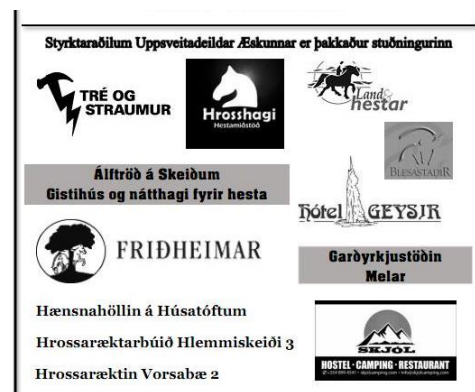 Styrktaraðilum Uppsveitadeildar Æskunnar er þakkaður stuðningurinn
TRÉ OG
STRAUMUR
Hrosshagi
Hestamiðstöð
Land &
hestar
BLESASTAÐIR
Álftröð á Skeiðum
Gistihús og nátthagi fyrir hesta
hótel GEYSIR
FRIÐHEIMAR
Garðyrkjustöðin
Melar
Hænsnahöllin á Húsatóftum
Hrossaræktarbúið Hlemmiskeiði 3
Hrossaræktin Vorsabæ 2
SKJÓL
HOSTEL • CAMPING • RESTAURANT